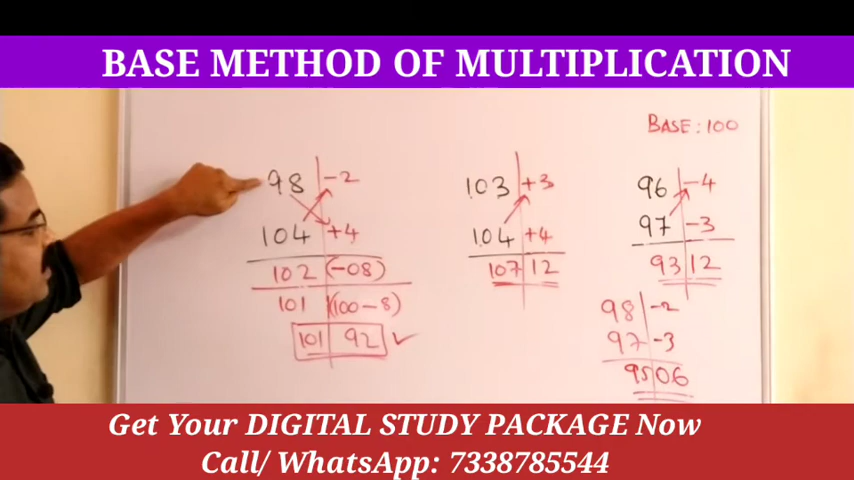 BASE METHOD OF MULTIPLICATION
BASE : 100
98 | -2
104 | +4
102 | (-08)
101 | (100-8)
101 | 92 ✓
103 | +3
104 | +4
107 | 12
96 | -4
97 | -3
93 | 12
98 | -2
97 | -3
95 | 06
Get Your DIGITAL STUDY PACKAGE Now
Call/ WhatsApp: 7338785544